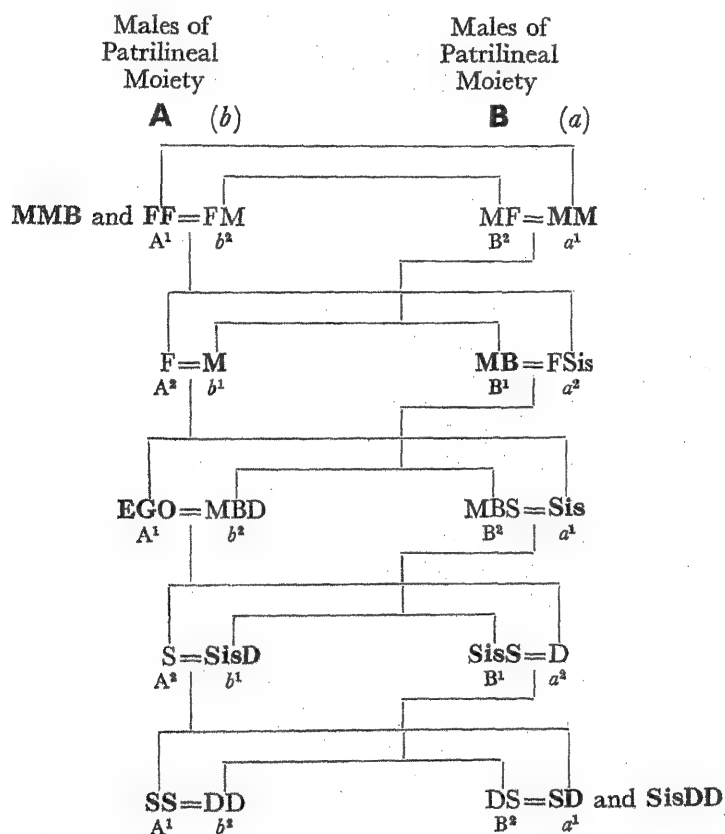 Males of
Patrilineal
Moiety
A (b)
Males of
Patrilineal
Moiety
B (a)
MMB and FF=FM
A¹ b²
MF=MM
B² a¹
F=M
A² b¹
MB=FSis
B¹ a²
EGO=MBD
A¹ b²
MBS=Sis
B² a¹
S=SisD
A² b¹
SisS=D
B¹ a²
SS=DD
A¹ b²
DS=SD and SisDD
B² a¹